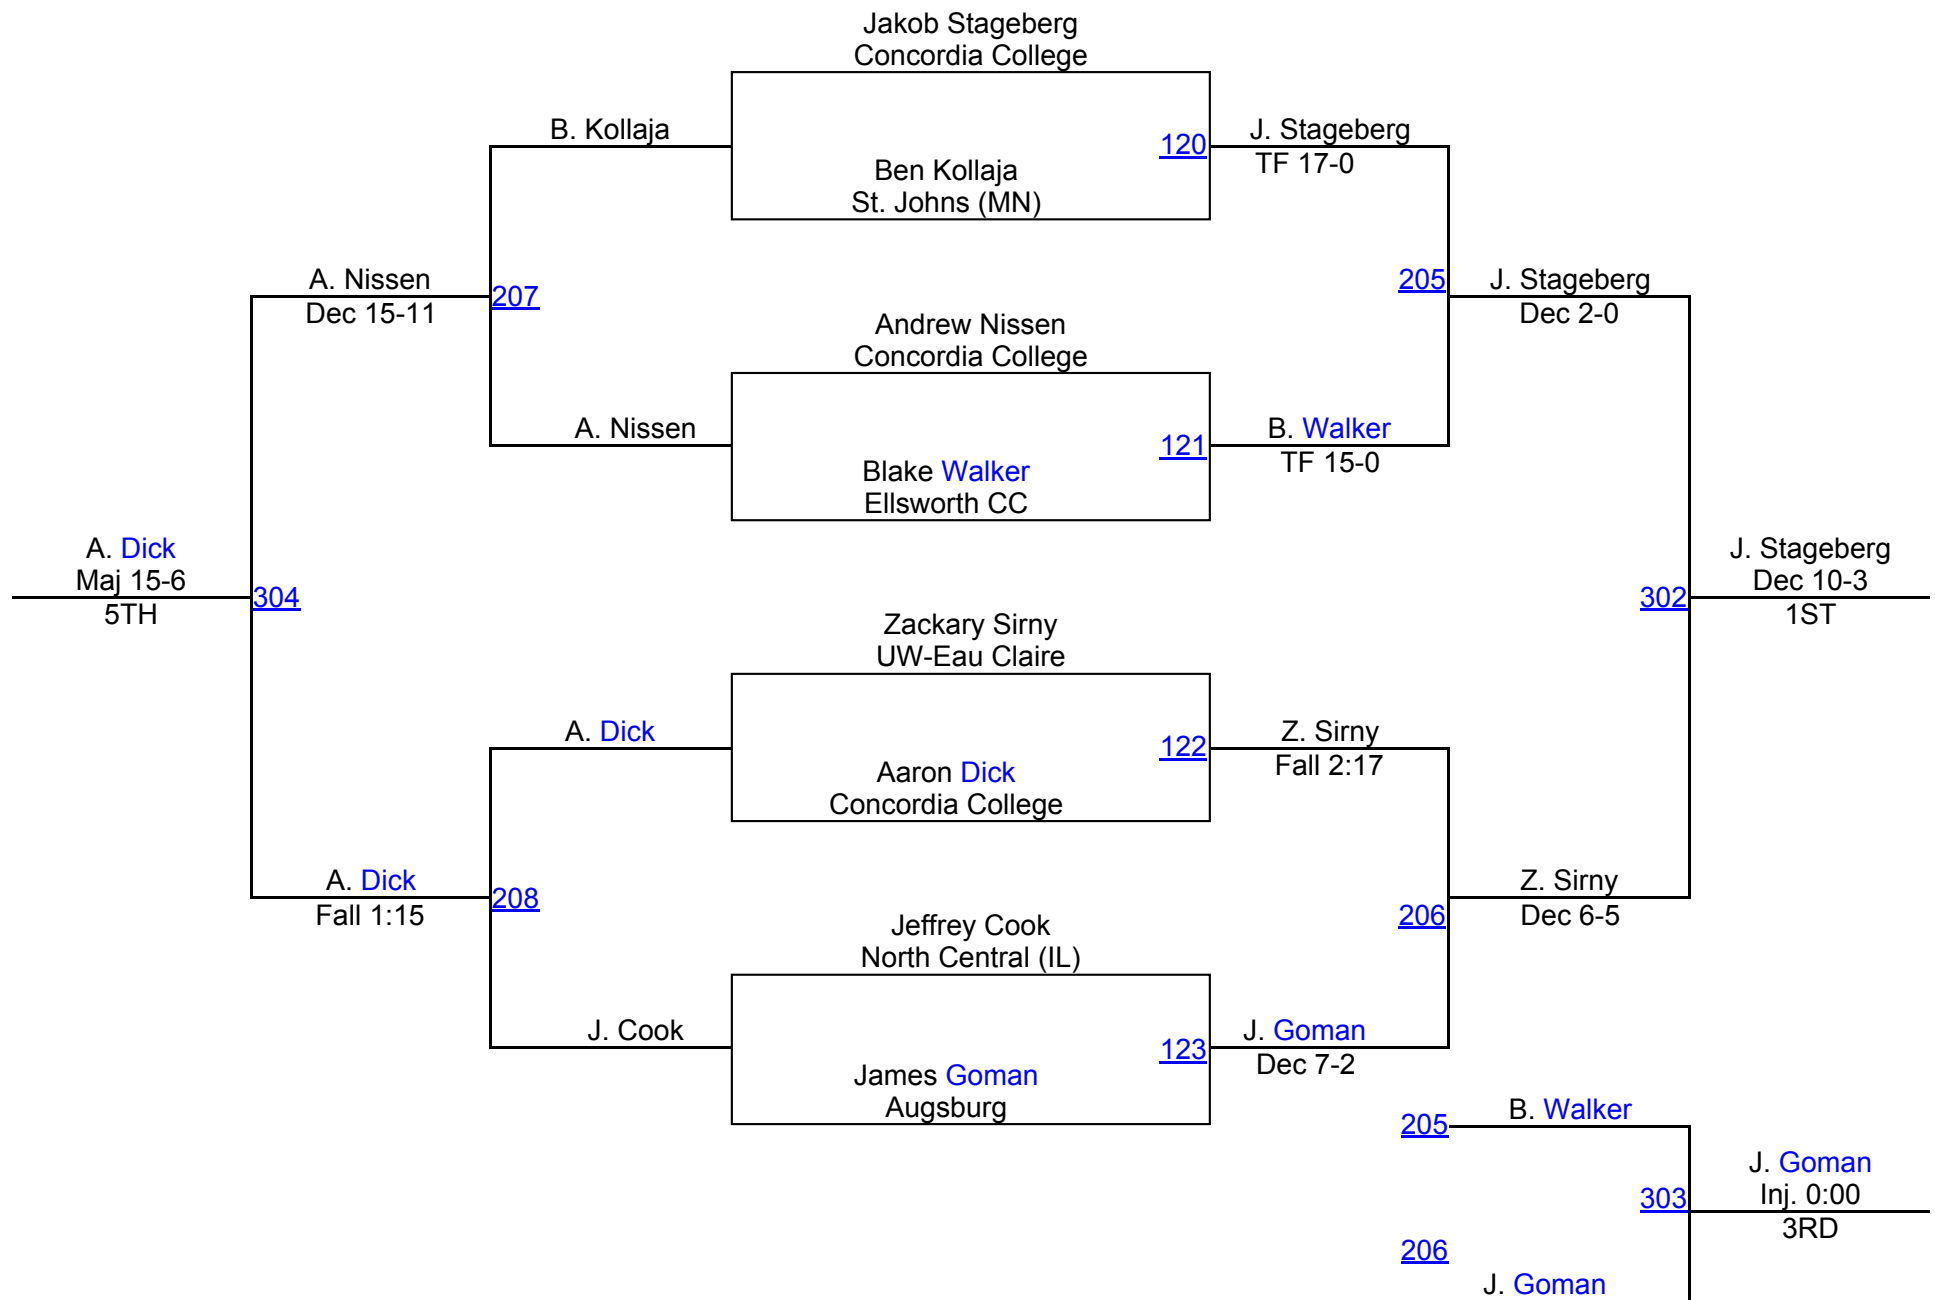 Jakob Stageberg
Concordia College
B. Kollaja
120
J. Stageberg
TF 17-0
Ben Kollaja
St. Johns (MN)
A. Nissen
Dec 15-11
207
205
J. Stageberg
Dec 2-0
Andrew Nissen
Concordia College
A. Nissen
121
B. Walker
TF 15-0
Blake Walker
Ellsworth CC
A. Dick
Maj 15-6
5TH
304
302
J. Stageberg
Dec 10-3
1ST
Zackary Sirny
UW-Eau Claire
A. Dick
122
Z. Sirny
Fall 2:17
Aaron Dick
Concordia College
A. Dick
Fall 1:15
208
206
Z. Sirny
Dec 6-5
Jeffrey Cook
North Central (IL)
J. Cook
123
J. Goman
Dec 7-2
James Goman
Augsburg
205
B. Walker
303
J. Goman
Inj. 0:00
3RD
206
J. Goman